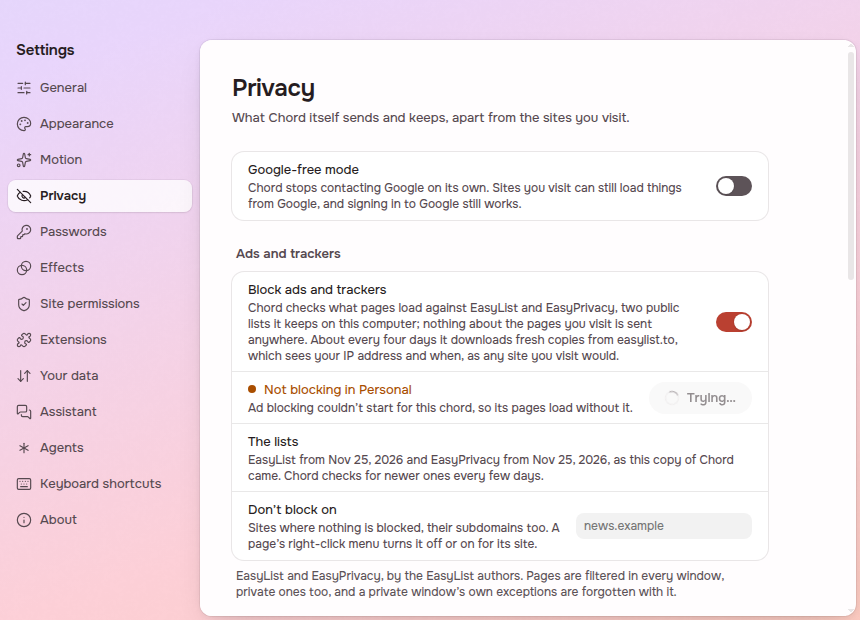 Settings
General
Appearance
Motion
Privacy
Passwords
Effects
Site permissions
Extensions
Your data
Assistant
Agents
Keyboard shortcuts
About
Privacy
What Chord itself sends and keeps, apart from the sites you visit.
Google-free mode
Chord stops contacting Google on its own. Sites you visit can still load things
from Google, and signing in to Google still works.
Ads and trackers
Block ads and trackers
Chord checks what pages load against EasyList and EasyPrivacy, two public
lists it keeps on this computer; nothing about the pages you visit is sent
anywhere. About every four days it downloads fresh copies from easylist.to,
which sees your IP address and when, as any site you visit would.
Not blocking in Personal
Ad blocking couldn't start for this chord, so its pages load without it.
Trying...
The lists
EasyList from Nov 25, 2026 and EasyPrivacy from Nov 25, 2026, as this copy of Chord
came. Chord checks for newer ones every few days.
Don't block on
Sites where nothing is blocked, their subdomains too. A
page's right-click menu turns it off or on for its site.
news.example
EasyList and EasyPrivacy, by the EasyList authors. Pages are filtered in every window,
private ones too, and a private window's own exceptions are forgotten with it.